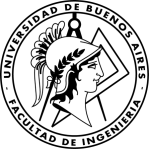 · UNIVERSIDAD DE BUENOS AIRES ·
FACULTAD DE INGENIERIA